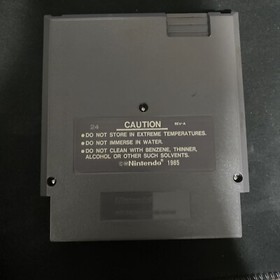 CAUTION REV-A
• DO NOT STORE IN EXTREME TEMPERATURES.
• DO NOT IMMERSE IN WATER.
• DO NOT CLEAN WITH BENZENE, THINNER,
ALCOHOL OR OTHER SUCH SOLVENTS.
©Nintendo 1985